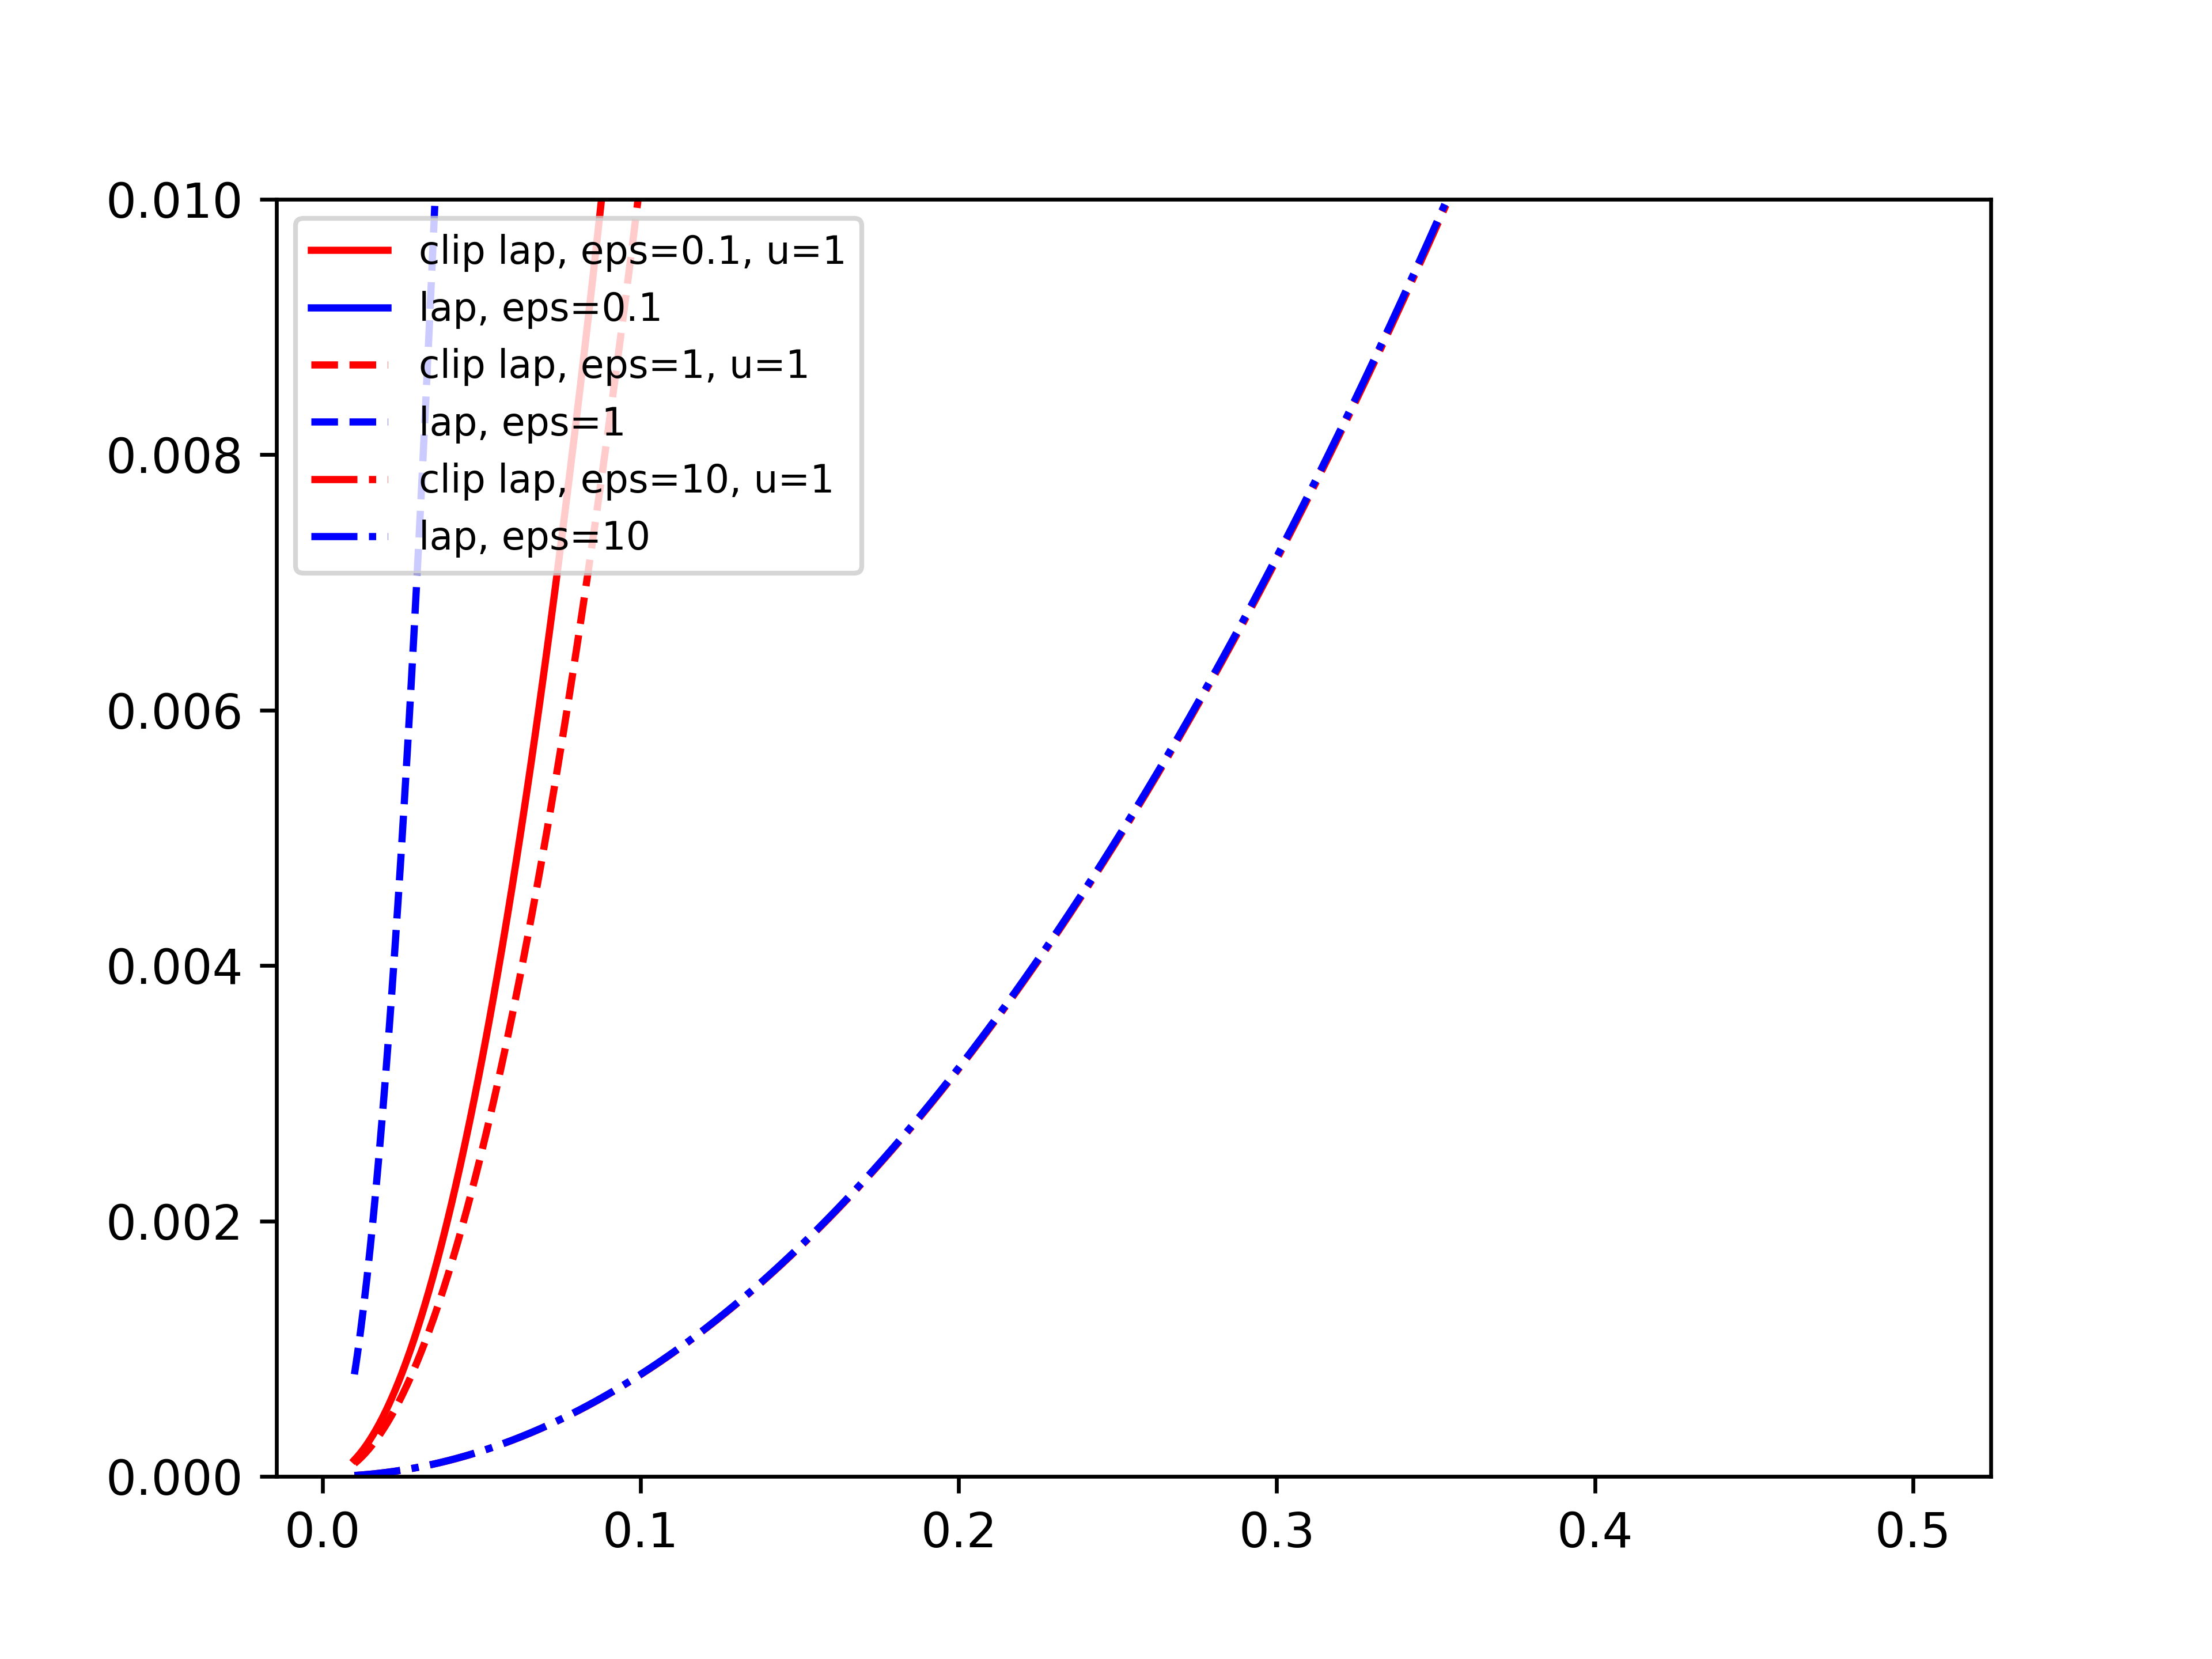 0.010
0.008
0.006
0.004
0.002
0.000
clip lap, eps=0.1, u=1
lap, eps=0.1
clip lap, eps=1, u=1
lap, eps=1
clip lap, eps=10, u=1
lap, eps=10
0.0 0.1 0.2 0.3 0.4 0.5